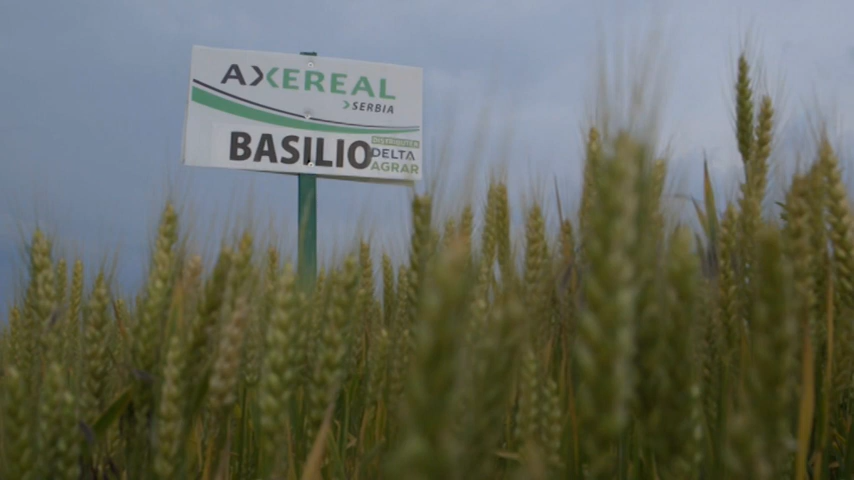 AXEREAL
>SERBIA
BASILIO
DISTRIBUTER
DELTA
AGRAR